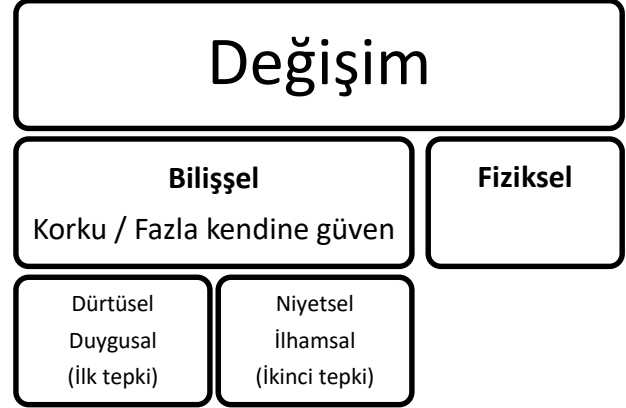 Değişim
Bilişsel
Korku / Fazla kendine güven
Fiziksel
Dürtüsel
Duygusal
(İlk tepki)
Niyetsel
İlhamsal
(İkinci tepki)